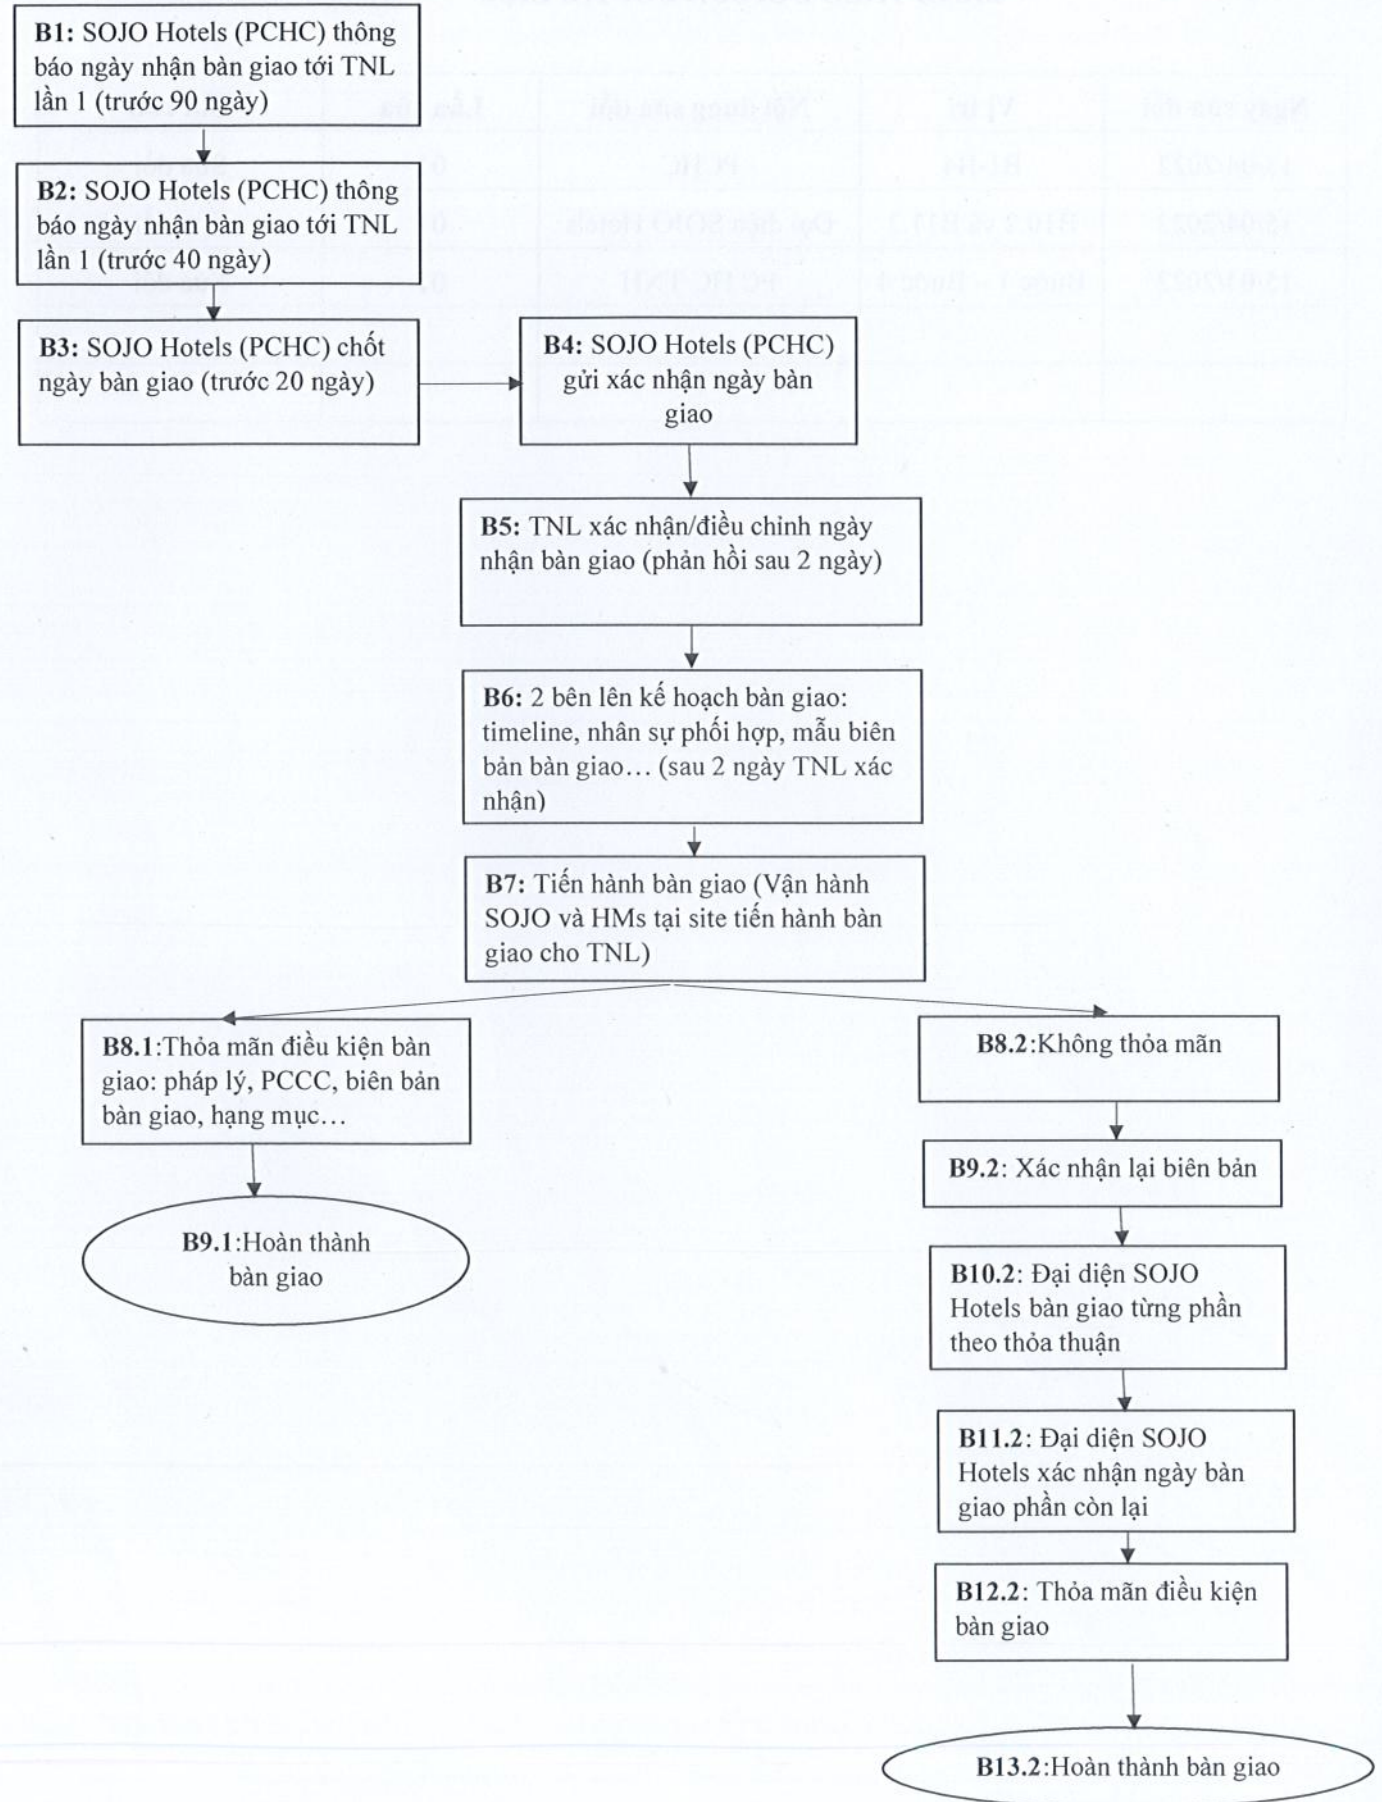 B1: SOJO Hotels (PCHC) thông
báo ngày nhận bàn giao tới TNL
lần 1 (trước 90 ngày)
B2: SOJO Hotels (PCHC) thông
báo ngày nhận bàn giao tới TNL
lần 1 (trước 40 ngày)
B3: SOJO Hotels (PCHC) chốt
ngày bàn giao (trước 20 ngày)
B4: SOJO Hotels (PCHC)
gửi xác nhận ngày bàn
giao
B5: TNL xác nhận/điều chỉnh ngày
nhận bàn giao (phản hồi sau 2 ngày)
B6: 2 bên lên kế hoạch bàn giao:
timeline, nhân sự phối hợp, mẫu biên
bản bàn giao... (sau 2 ngày TNL xác
nhận)
B7: Tiến hành bàn giao (Vận hành
SOJO và HMs tại site tiến hành bàn
giao cho TNL)
B8.1:Thỏa mãn điều kiện bàn
giao: pháp lý, PCCC, biên bản
bàn giao, hạng mục...
B9.1:Hoàn thành
bàn giao
B8.2:Không thỏa mãn
B9.2: Xác nhận lại biên bản
B10.2: Đại diện SOJO
Hotels bàn giao từng phần
theo thỏa thuận
B11.2: Đại diện SOJO
Hotels xác nhận ngày bàn
giao phần còn lại
B12.2: Thỏa mãn điều kiện
bàn giao
B13.2:Hoàn thành bàn giao